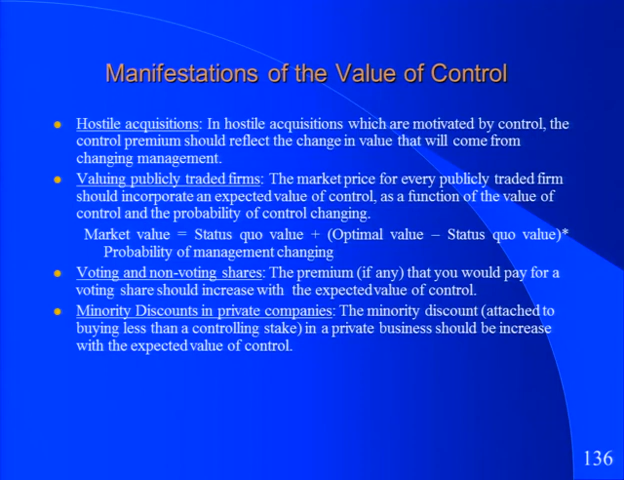 Manifestations of the Value of Control
Hostile acquisitions: In hostile acquisitions which are motivated by control, the
control premium should reflect the change in value that will come from
changing management.
Valuing publicly traded firms: The market price for every publicly traded firm
should incorporate an expected value of control, as a function of the value of
control and the probability of control changing.
Market value = Status quo value + (Optimal value – Status quo value)*
Probability of management changing
Voting and non-voting shares: The premium (if any) that you would pay for a
voting share should increase with the expected value of control.
Minority Discounts in private companies: The minority discount (attached to
buying less than a controlling stake) in a private business should be increase
with the expected value of control.
136